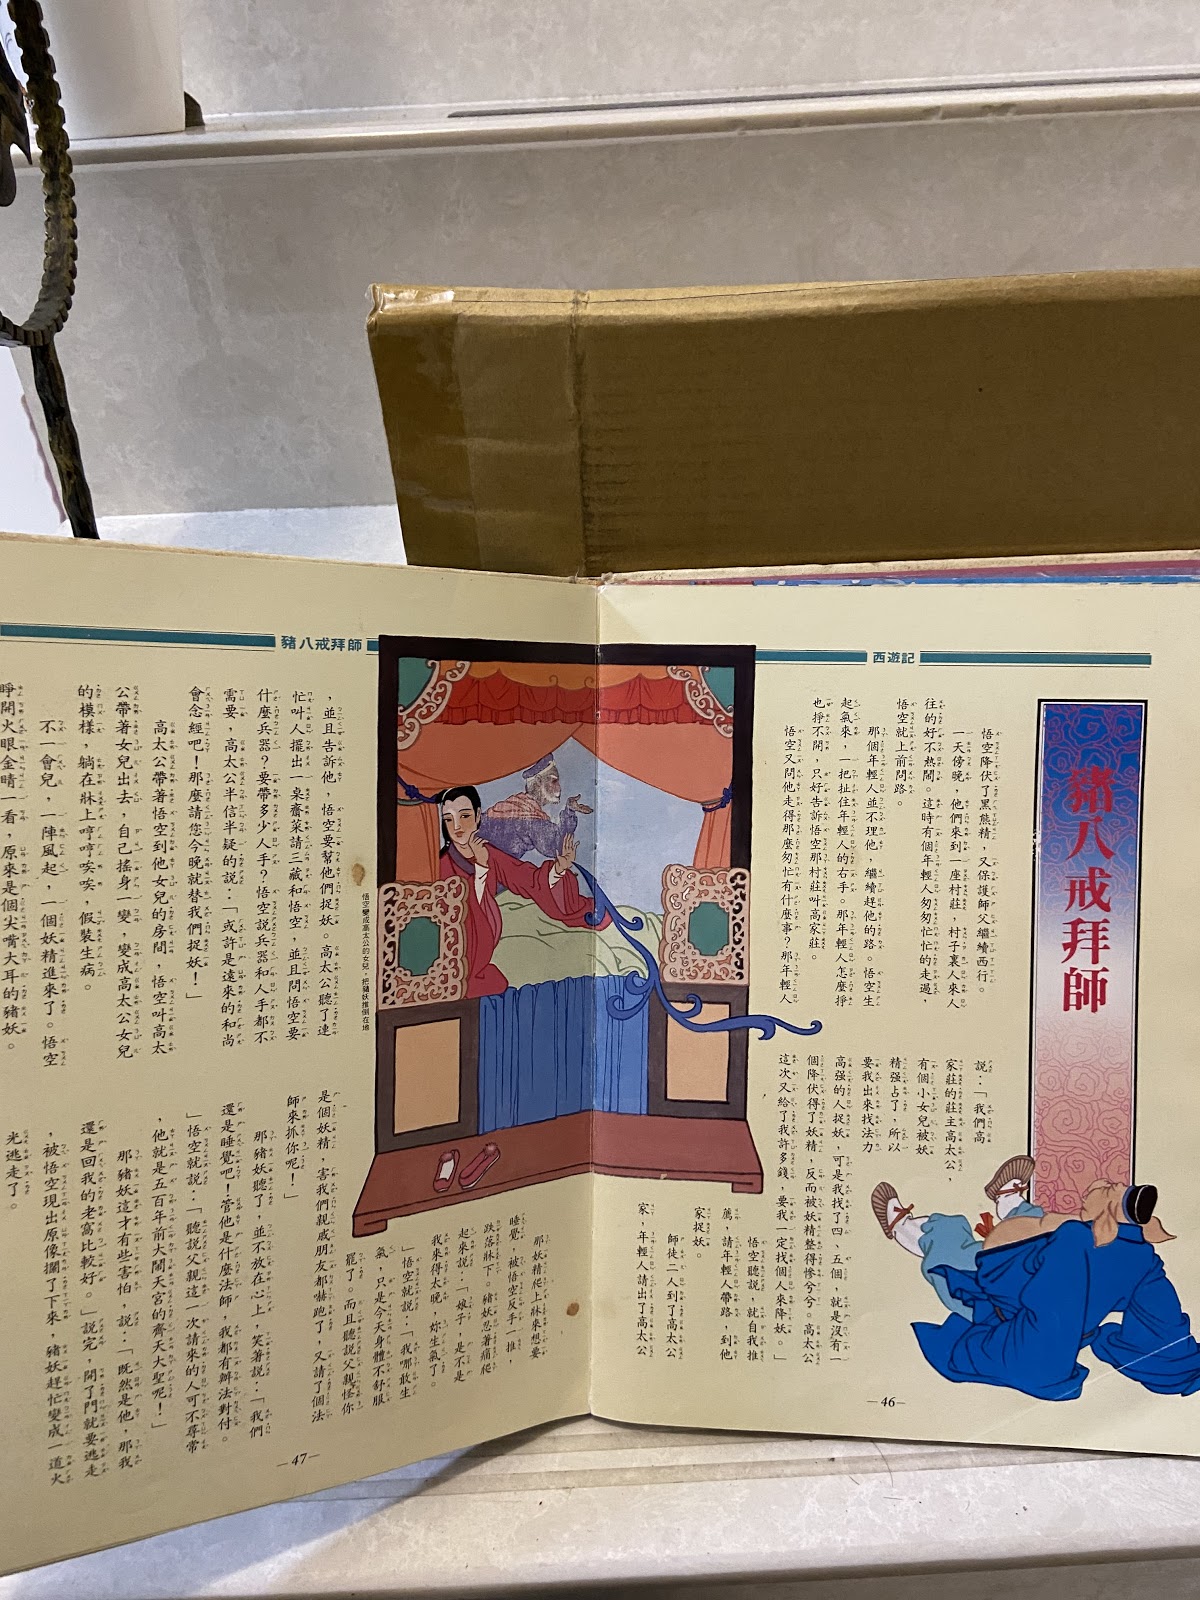 西遊記
豬八戒拜師
悟空降伏了黑熊精，又保護師父繼續西行。
一天傍晚，他們來到一座村莊，村子裏人來人
往的好不熱鬧。這時有個年輕人匆匆忙忙的走過，
悟空就上前問路。
那個年輕人並不理他，繼續趕他的路。悟空生
起氣來，一把扯住年輕人的右手。那年輕人怎麼掙
也掙不開，只好告訴悟空那村莊叫高家莊。
悟空又問他走得那麼匆忙有什麼事？那年輕人
說：「我們高
家莊的莊主高太公，
有個小女兒被妖
精強占了，所以
要我出來找法力
高強的人捉妖，可是我找了四、五個，就是沒有一
個降伏得了妖精，反而被妖精整得慘兮兮。高太公
這次又給了我許多錢，要我一定找個人來降妖。」
悟空聽說，就自我推
薦，請年輕人帶路，到他
家捉妖。
師徒二人到了高太公
家，年輕人請出了高太公
—46—
豬八戒拜師
，並且告訴他，悟空要幫他們捉妖。高太公聽了連
忙叫人擺出一桌齋菜請三藏和悟空，並且問悟空要
什麼兵器？要帶多少人手？悟空說兵器和人手都不
需要，高太公半信半疑的說：「或許是遠來的和尚
會念經吧！那麼請您今晚就替我們捉妖！」
高太公帶著悟空到他女兒的房間，悟空叫高太
公帶著女兒出去，自己搖身一變，變成高太公女兒
的模樣，躺在牀上哼哼唉唉，假裝生病。
不一會兒，一陣風起，一個妖精進來了。悟空
睜開火眼金睛一看，原來是個尖嘴大耳的豬妖。
悟空變成高太公的女兒，把豬妖推倒在地
那妖精爬上牀來想要
睡覺，被悟空反手一推，
跌落牀下。豬妖忍著痛爬
起來說：「娘子，是不是
我來得太晚，妳生氣了。
」悟空就說：「我哪敢生
氣，只是今天身體不舒服
罷了。而且聽說父親怪你
是個妖精，害我們親戚朋友都嚇跑了，又請了個法
師來抓你呢！」
那豬妖聽了，並不放在心上，笑著說：「我們
還是睡覺吧！管他是什麼法師，我都有辦法對付。
」悟空就說：「聽說父親這一次請來的人可不尋常
，他就是五百年前大鬧天宮的齊天大聖呢！」
那豬妖這才有些害怕，說：「既然是他，那我
還是回我的老窩比較好。」說完，開了門就要逃走
，被悟空現出原像攔了下來，豬妖趕忙變成一道火
光逃走了。
—47—